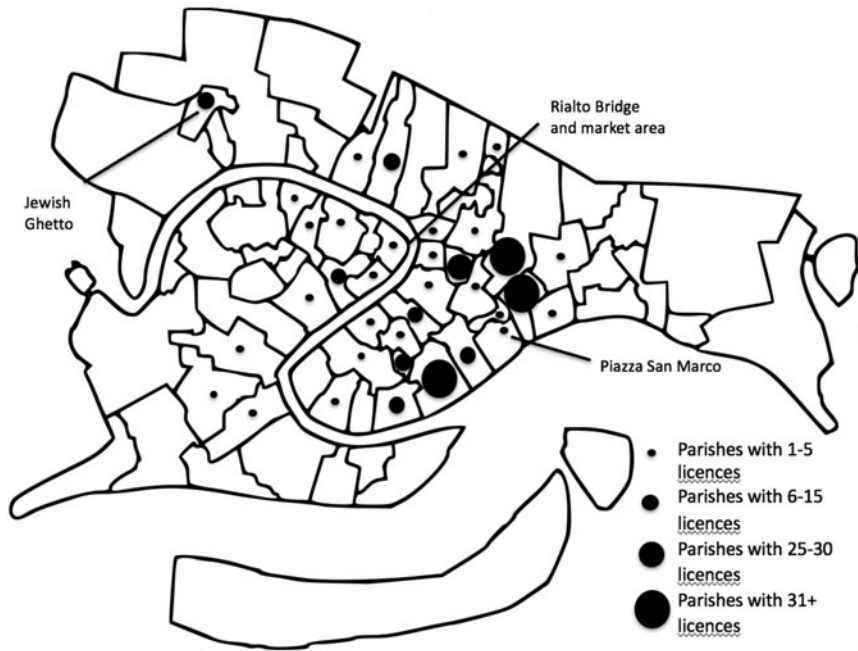 Rialto Bridge
and market area
Jewish
Ghetto
Piazza San Marco
Parishes with 1-5
licences
Parishes with 6-15
licences
Parishes with 25-30
licences
Parishes with 31+
licences